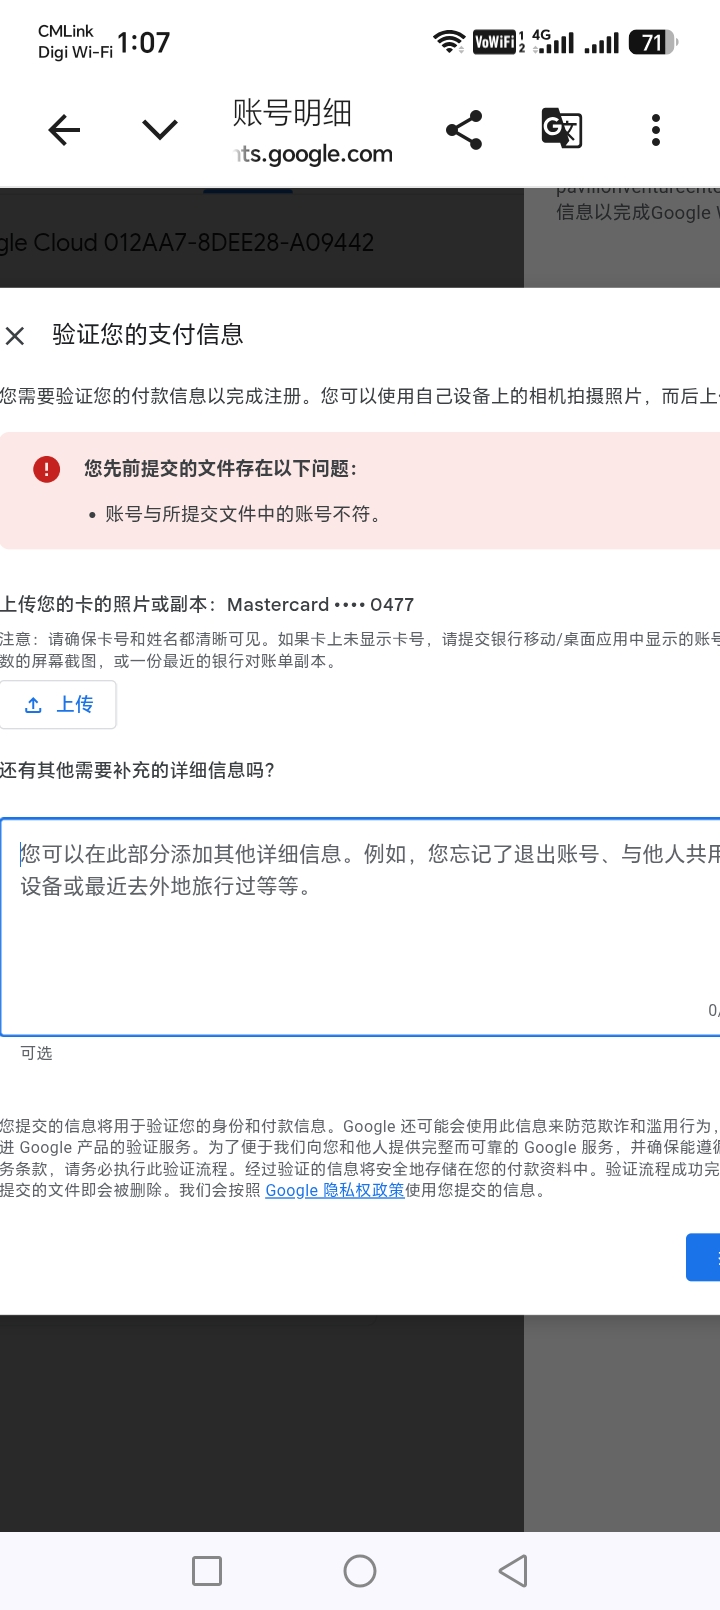 CMLink
Digi Wi-Fi 1:07
VoWiFi 1 2 4G 71
账号明细
nts.google.com
信息以完成Google
gle Cloud 012AA7-8DEE28-A09442
验证您的支付信息
您需要验证您的付款信息以完成注册。您可以使用自己设备上的相机拍摄照片，而后上
您先前提交的文件存在以下问题：
• 账号与所提交文件中的账号不符。
上传您的卡的照片或副本：Mastercard •••• 0477
注意：请确保卡号和姓名都清晰可见。如果卡上未显示卡号，请提交银行移动/桌面应用中显示的账号
数的屏幕截图，或一份最近的银行对账单副本。
上传
还有其他需要补充的详细信息吗？
您可以在此部分添加其他详细信息。例如，您忘记了退出账号、与他人共用
设备或最近去外地旅行过等等。
0/
可选
您提交的信息将用于验证您的身份和付款信息。Google 还可能会使用此信息来防范欺诈和滥用行为，
进 Google 产品的验证服务。为了便于我们向您和他人提供完整而可靠的 Google 服务，并确保能遵循
务条款，请务必执行此验证流程。经过验证的信息将安全地存储在您的付款资料中。验证流程成功完
提交的文件即会被删除。我们会按照 Google 隐私权政策使用您提交的信息。